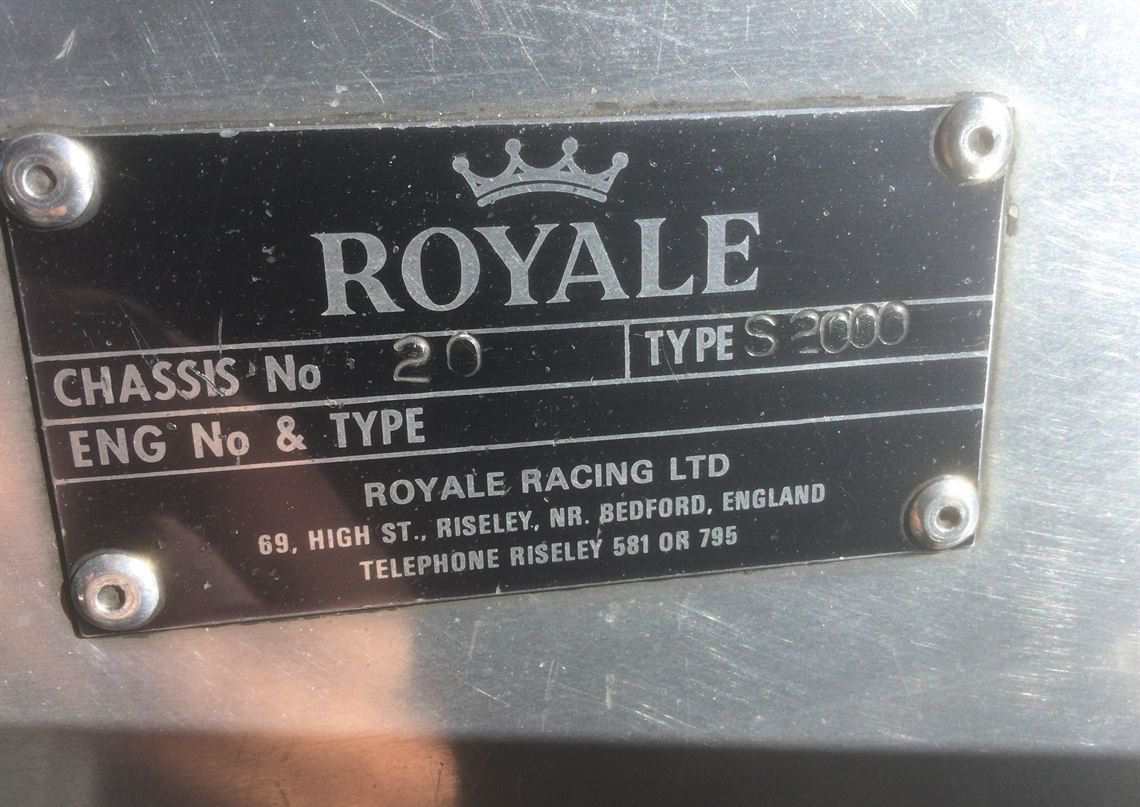 ROYALE
CHASSIS No 20 TYPE S2000
ENG No & TYPE
ROYALE RACING LTD
69, HIGH ST., RISELEY, NR. BEDFORD, ENGLAND
TELEPHONE RISELEY 581 OR 795